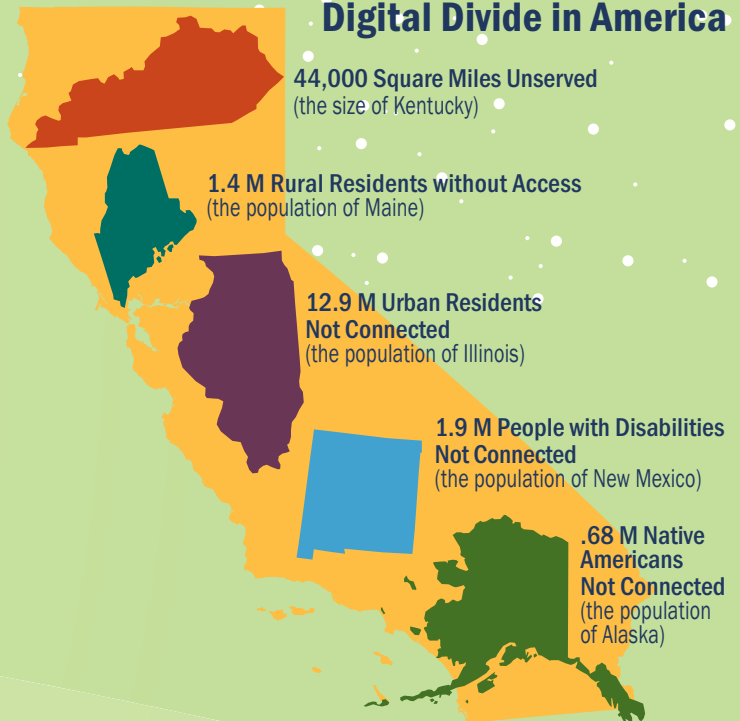 Digital Divide in America
44,000 Square Miles Unserved
(the size of Kentucky)
1.4 M Rural Residents without Access
(the population of Maine)
12.9 M Urban Residents
Not Connected
(the population of Illinois)
1.9 M People with Disabilities
Not Connected
(the population of New Mexico)
.68 M Native
Americans
Not Connected
(the population
of Alaska)